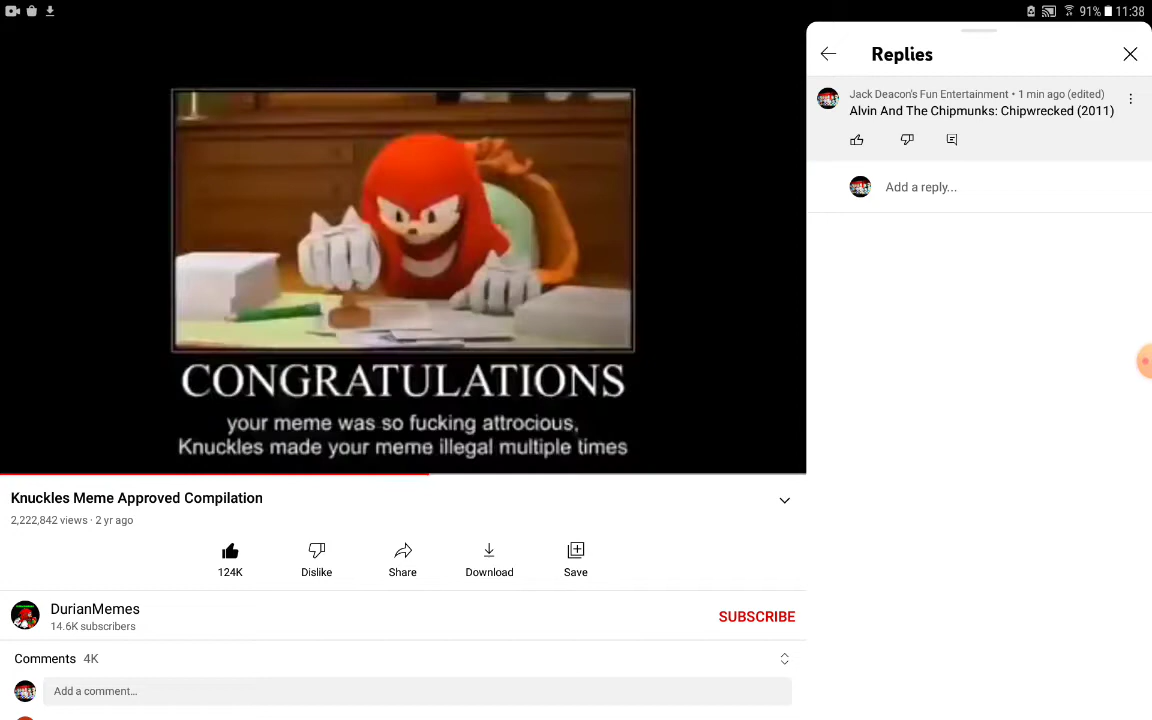 91% 11:38
Replies
Jack Deacon's Fun Entertainment • 1 min ago (edited)
Alvin And The Chipmunks: Chipwrecked (2011)
Add a reply...
CONGRATULATIONS
your meme was so fucking attrocious,
Knuckles made your meme illegal multiple times
Knuckles Meme Approved Compilation
2,222,842 views · 2 yr ago
124K
Dislike
Share
Download
Save
DurianMemes
14.6K subscribers
SUBSCRIBE
Comments 4K
Add a comment...